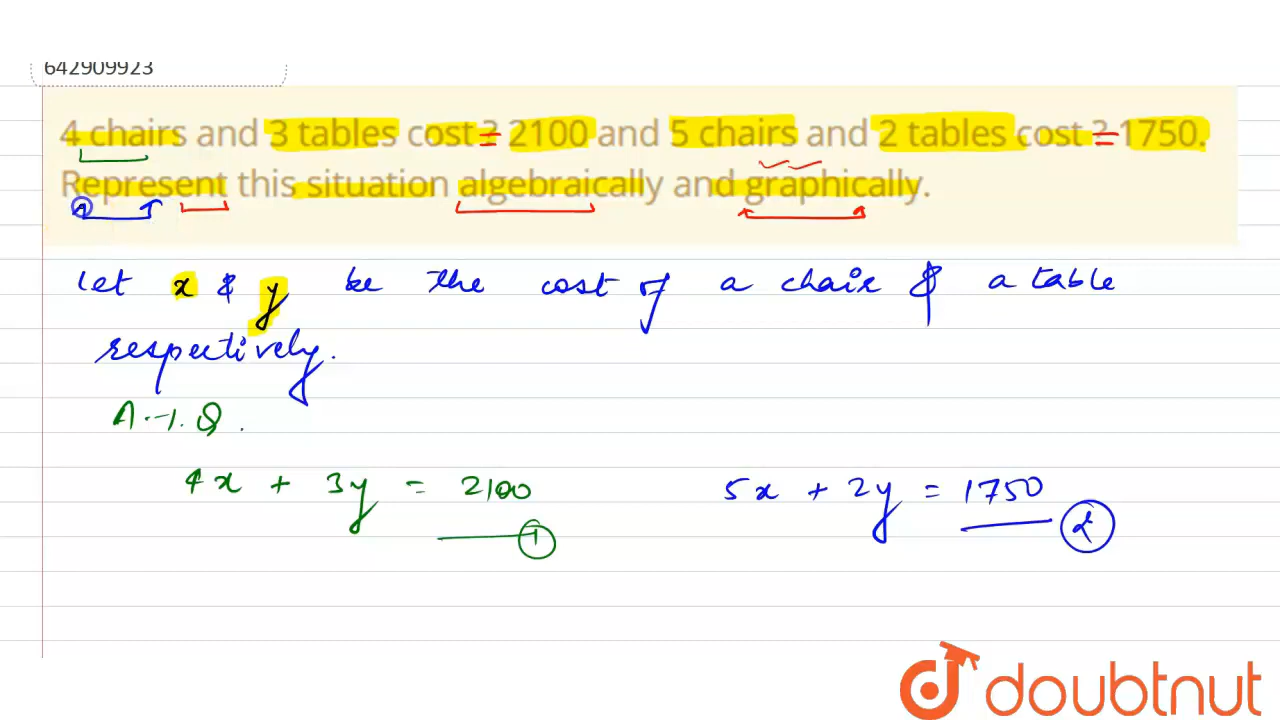 642909923
4 chairs and 3 tables cost ? 2100 and 5 chairs and 2 tables cost ? 1750.
Represent this situation algebraically and graphically.
Let x & y be the cost of a chair & a table
respectively.
A.T.Q.
4x + 3y = 2100 5x + 2y = 1750
1 2
doubtnut